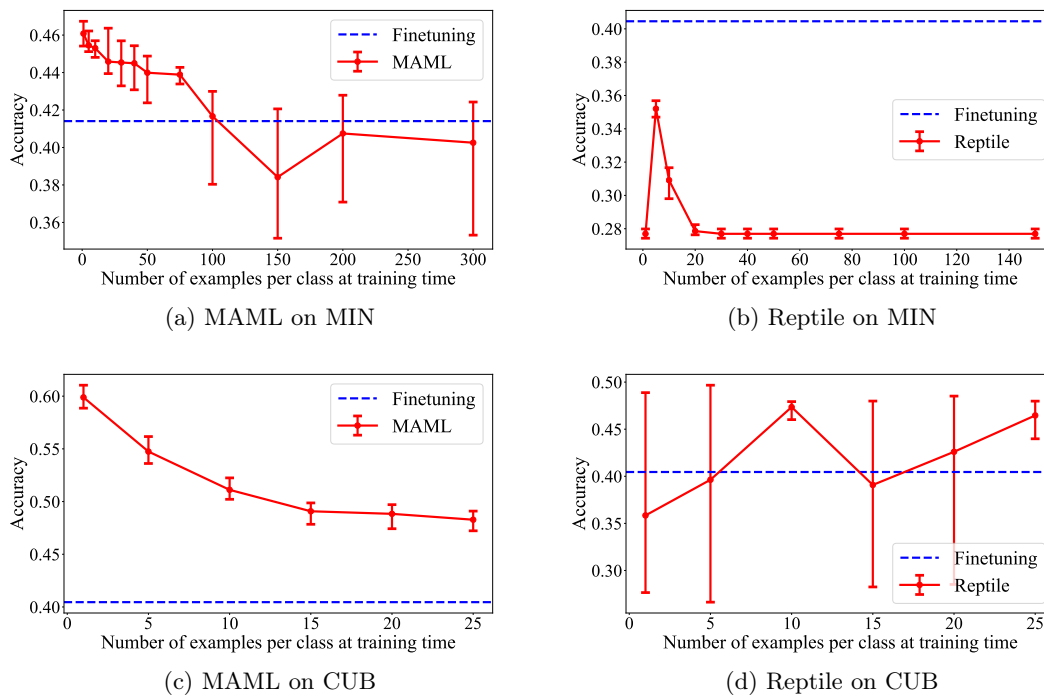 0.46
0.44
0.42
0.40
0.38
0.36
Accuracy
Finetuning
MAML
0 50 100 150 200 250 300
Number of examples per class at training time
(a) MAML on MIN
0.40
0.36
0.32
0.28
Accuracy
Finetuning
Reptile
0 20 40 60 80 100 120 140
Number of examples per class at training time
(b) Reptile on MIN
0.60
0.55
0.50
0.45
0.40
Accuracy
Finetuning
MAML
0 5 10 15 20 25
Number of examples per class at training time
(c) MAML on CUB
0.50
0.45
0.40
0.35
0.30
Accuracy
Finetuning
Reptile
0 5 10 15 20 25
Number of examples per class at training time
(d) Reptile on CUB